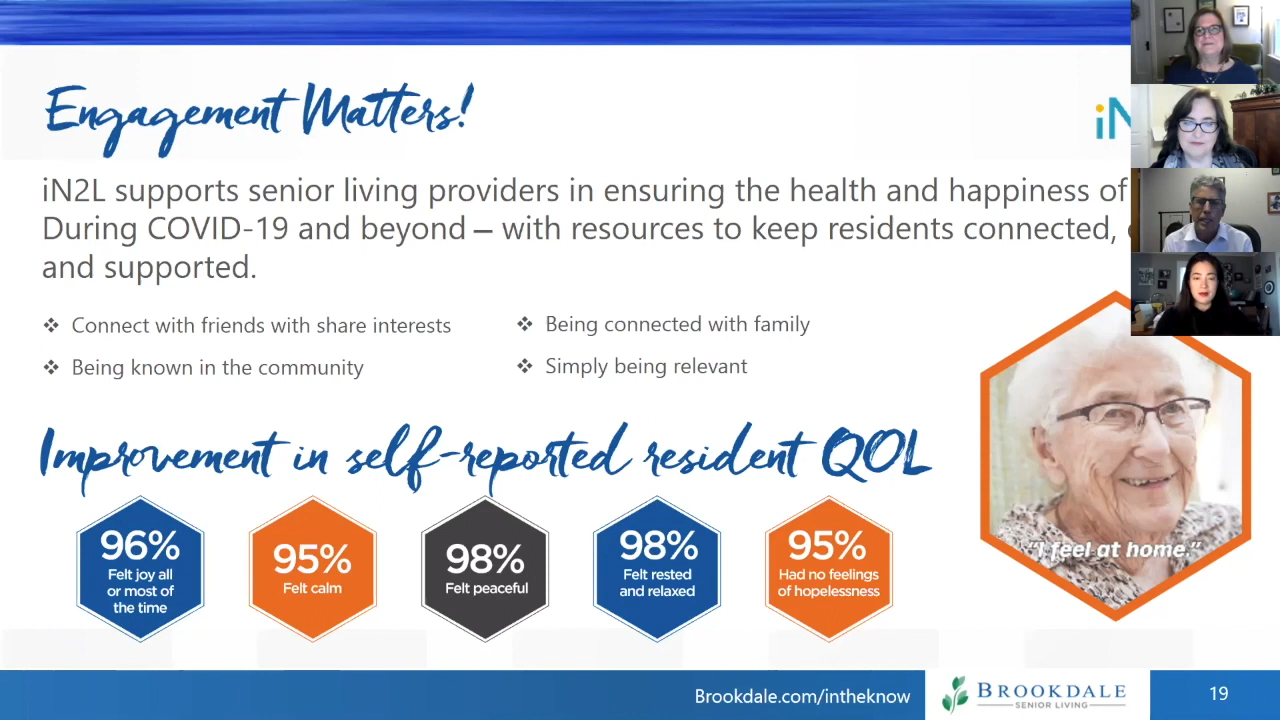 Engagement Matters!
iN
iN2L supports senior living providers in ensuring the health and happiness of
During COVID-19 and beyond – with resources to keep residents connected,
and supported.
❖ Connect with friends with share interests
❖ Being connected with family
❖ Being known in the community
❖ Simply being relevant
Improvement in self-reported resident QOL
96%
Felt joy all
or most of
the time
95%
Felt calm
98%
Felt peaceful
98%
Felt rested
and relaxed
95%
Had no feelings
of hopelessness
"I feel at home."
Brookdale.com/intheknow
BROOKDALE
SENIOR LIVING
19